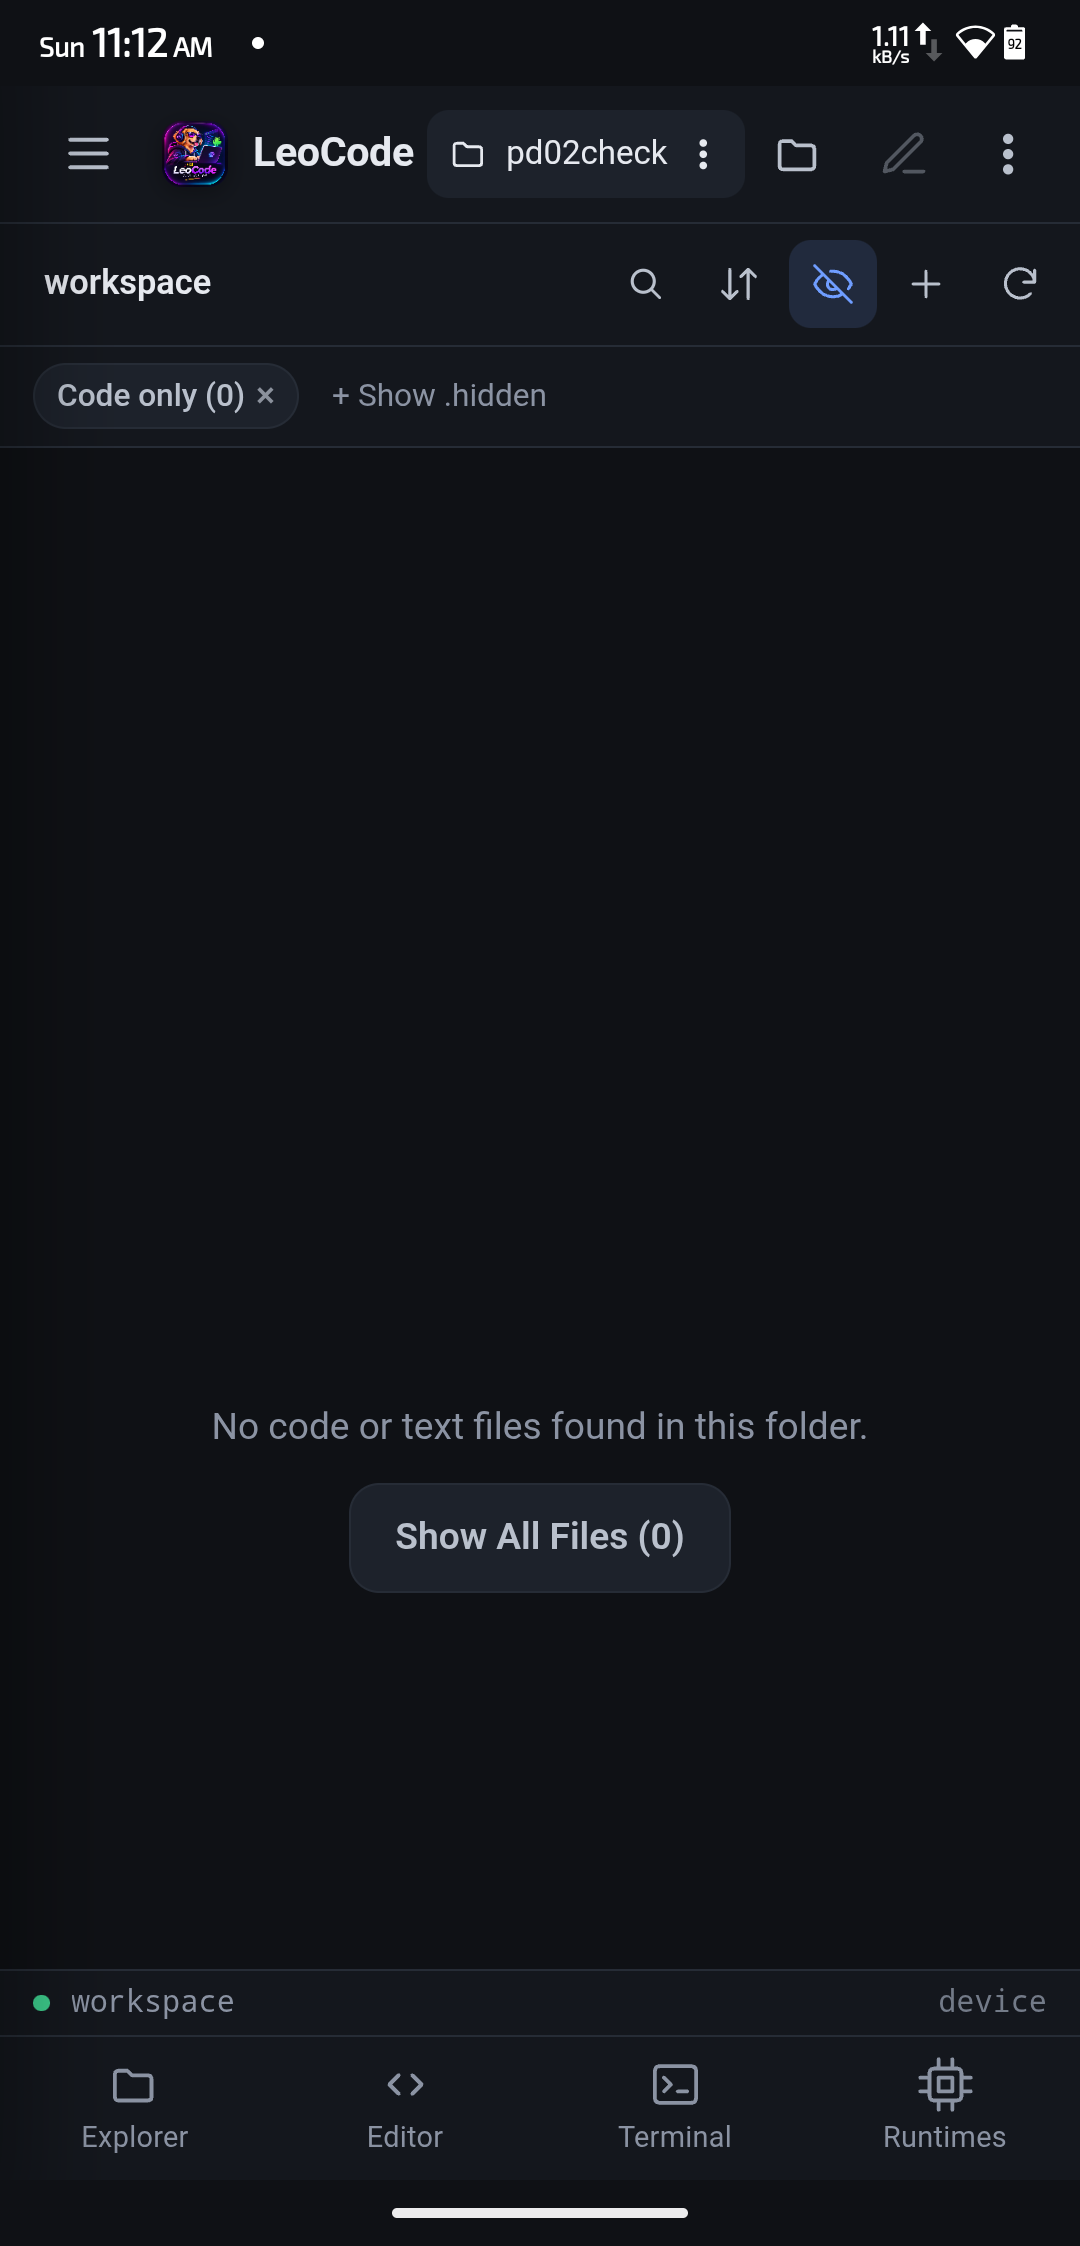 Sun 11:12 AM
1.11
kB/s
92
LeoCode
LeoCode
pd02check
workspace
Code only (0) ×
+ Show .hidden
No code or text files found in this folder.
Show All Files (0)
workspace
device
Explorer
Editor
Terminal
Runtimes